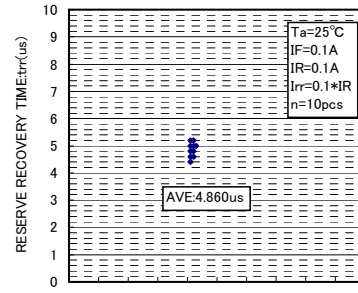 RESERVE RECOVERY TIME:trr(us)
10
9
8
7
6
5
4
3
2
1
0
Ta=25℃
IF=0.1A
IR=0.1A
Irr=0.1*IR
n=10pcs
AVE:4.860us